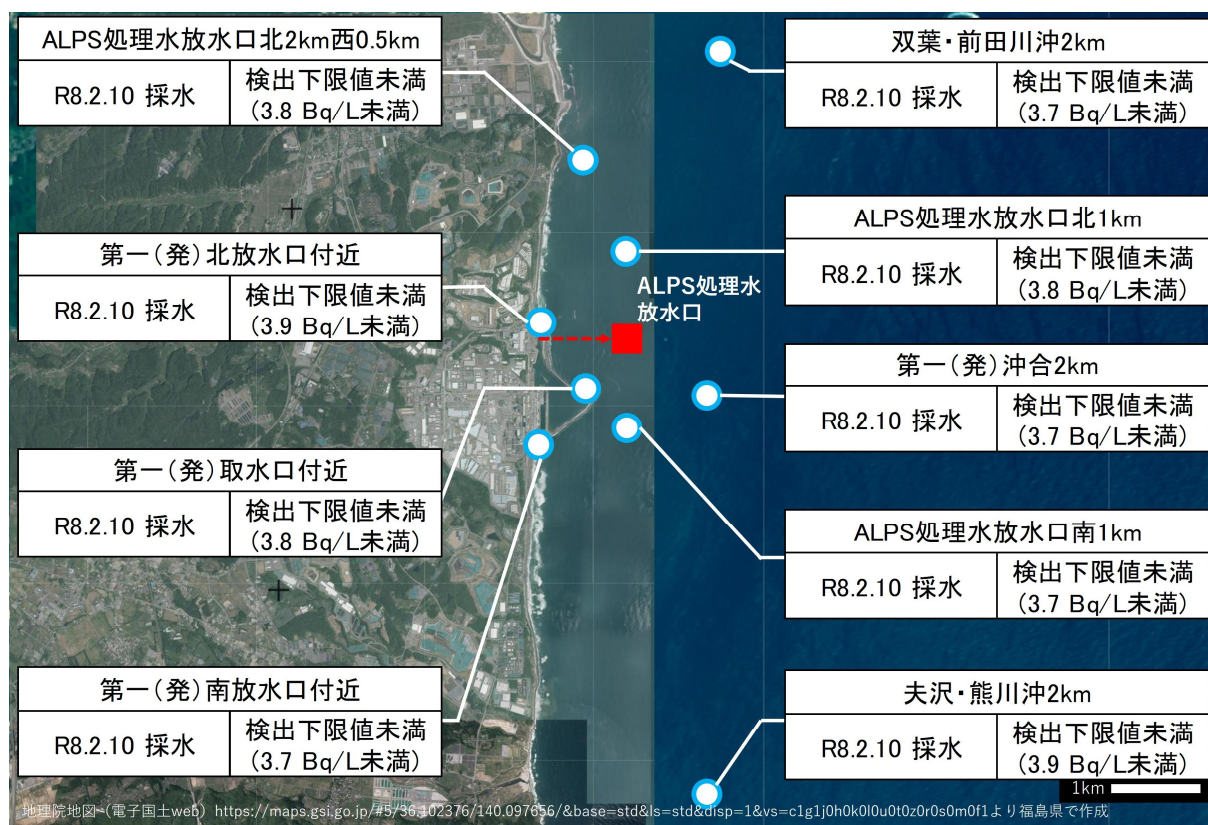 ALPS処理水放水口北2km西0.5km
R8.2.10 採水
検出下限値未満
(3.8 Bq/L未満)
第一(発)北放水口付近
R8.2.10 採水
検出下限値未満
(3.9 Bq/L未満)
第一(発)取水口付近
R8.2.10 採水
検出下限値未満
(3.8 Bq/L未満)
第一(発)南放水口付近
R8.2.10 採水
検出下限値未満
(3.7 Bq/L未満)
ALPS処理水
放水口
双葉・前田川沖2km
R8.2.10 採水
検出下限値未満
(3.7 Bq/L未満)
ALPS処理水放水口北1km
R8.2.10 採水
検出下限値未満
(3.8 Bq/L未満)
第一(発)沖合2km
R8.2.10 採水
検出下限値未満
(3.7 Bq/L未満)
ALPS処理水放水口南1km
R8.2.10 採水
検出下限値未満
(3.7 Bq/L未満)
夫沢・熊川沖2km
R8.2.10 採水
検出下限値未満
(3.9 Bq/L未満)
1km
地理院地図（電子国土web）https://maps.gsi.go.jp/#5/36.102376/140.097656/&base=std&ls=std&disp=1&vs=c1g1j0h0k0l0u0t0z0r0s0m0f1より福島県で作成